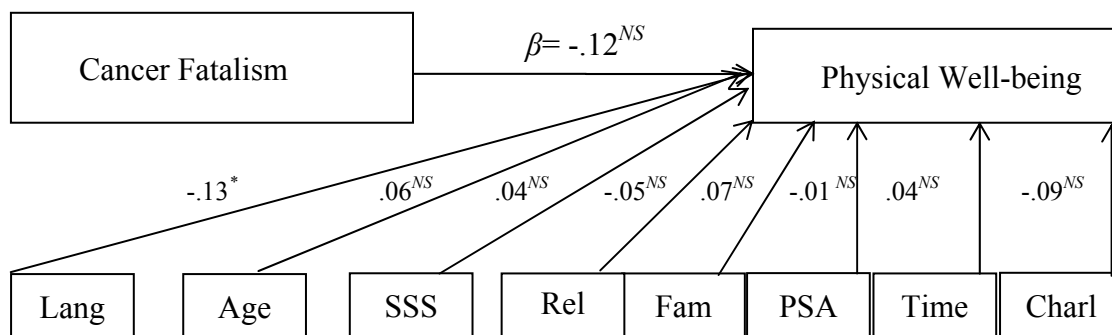 β= -.12^NS
Cancer Fatalism
Physical Well-being
-.13* .06^NS .04^NS -.05^NS .07^NS -.01^NS .04^NS -.09^NS
Lang Age SSS Rel Fam PSA Time Charl